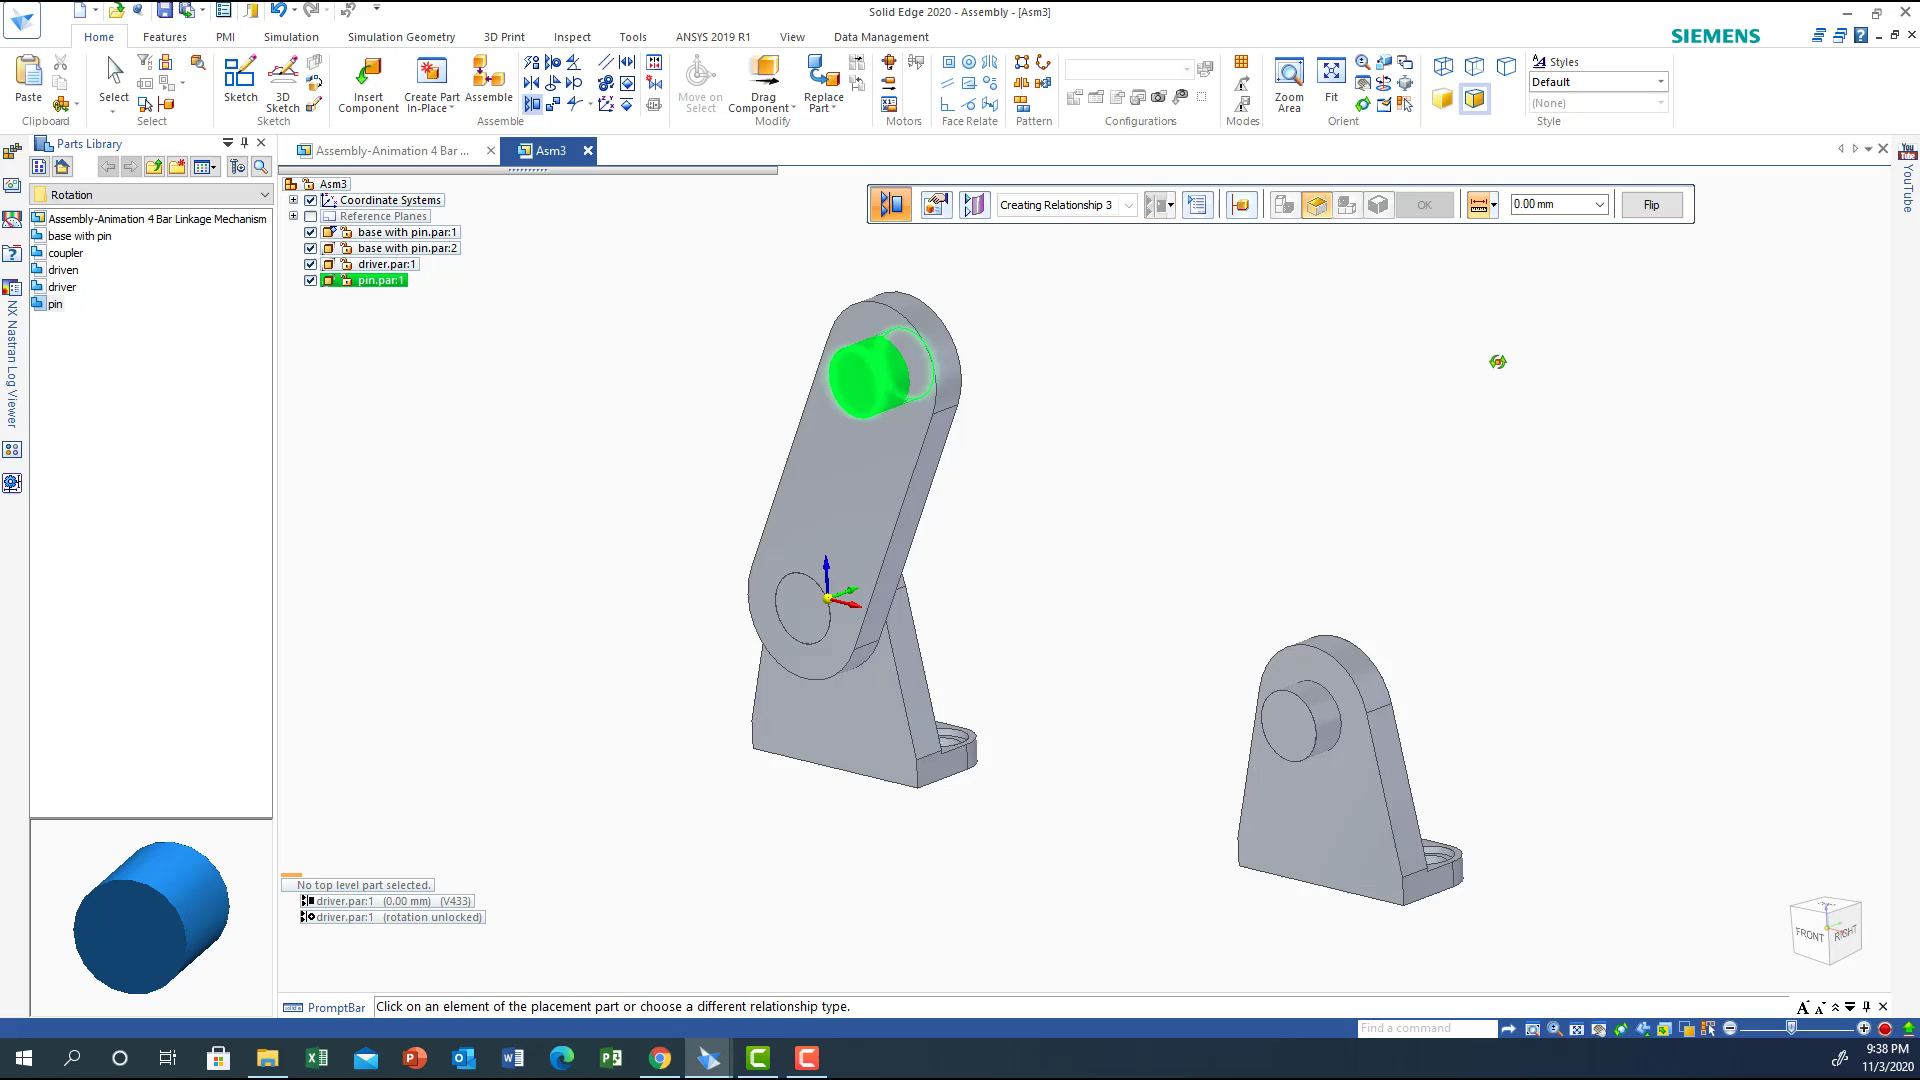 Solid Edge 2020 - Assembly - [Asm3]
Home
Features
PMI
Simulation
Simulation Geometry
3D Print
Inspect
Tools
ANSYS 2019 R1
View
Data Management
SIEMENS
Paste
Clipboard
Select
Select
Sketch
3D Sketch
Sketch
Insert Component
Create Part In-Place
Assembly
Assemble
Move on Select
Drag Component
Replace Part
Modify
Motors
Face Relate
Pattern
Configurations
Modes
Zoom Area
Fit
Orient
Styles
Default
(None)
Style
Parts Library
Rotation
Assembly-Animation 4 Bar Linkage Mechanism
base with pin
coupler
driven
driver
pin
NX Nastran Log Viewer
Assembly-Animation 4 Bar ...
Asm3
YouTube
Asm3
Coordinate Systems
Reference Planes
base with pin.par:1
base with pin.par:2
driver.par:1
pin.par:1
Creating Relationship 3
OK
0.00 mm
Flip
No top level part selected.
driver.par:1 (0.00 mm) (V433)
driver.par:1 (rotation unlocked)
FRONT
RIGHT
PromptBar
Click on an element of the placement part or choose a different relationship type.
Find a command
9:38 PM
11/3/2020